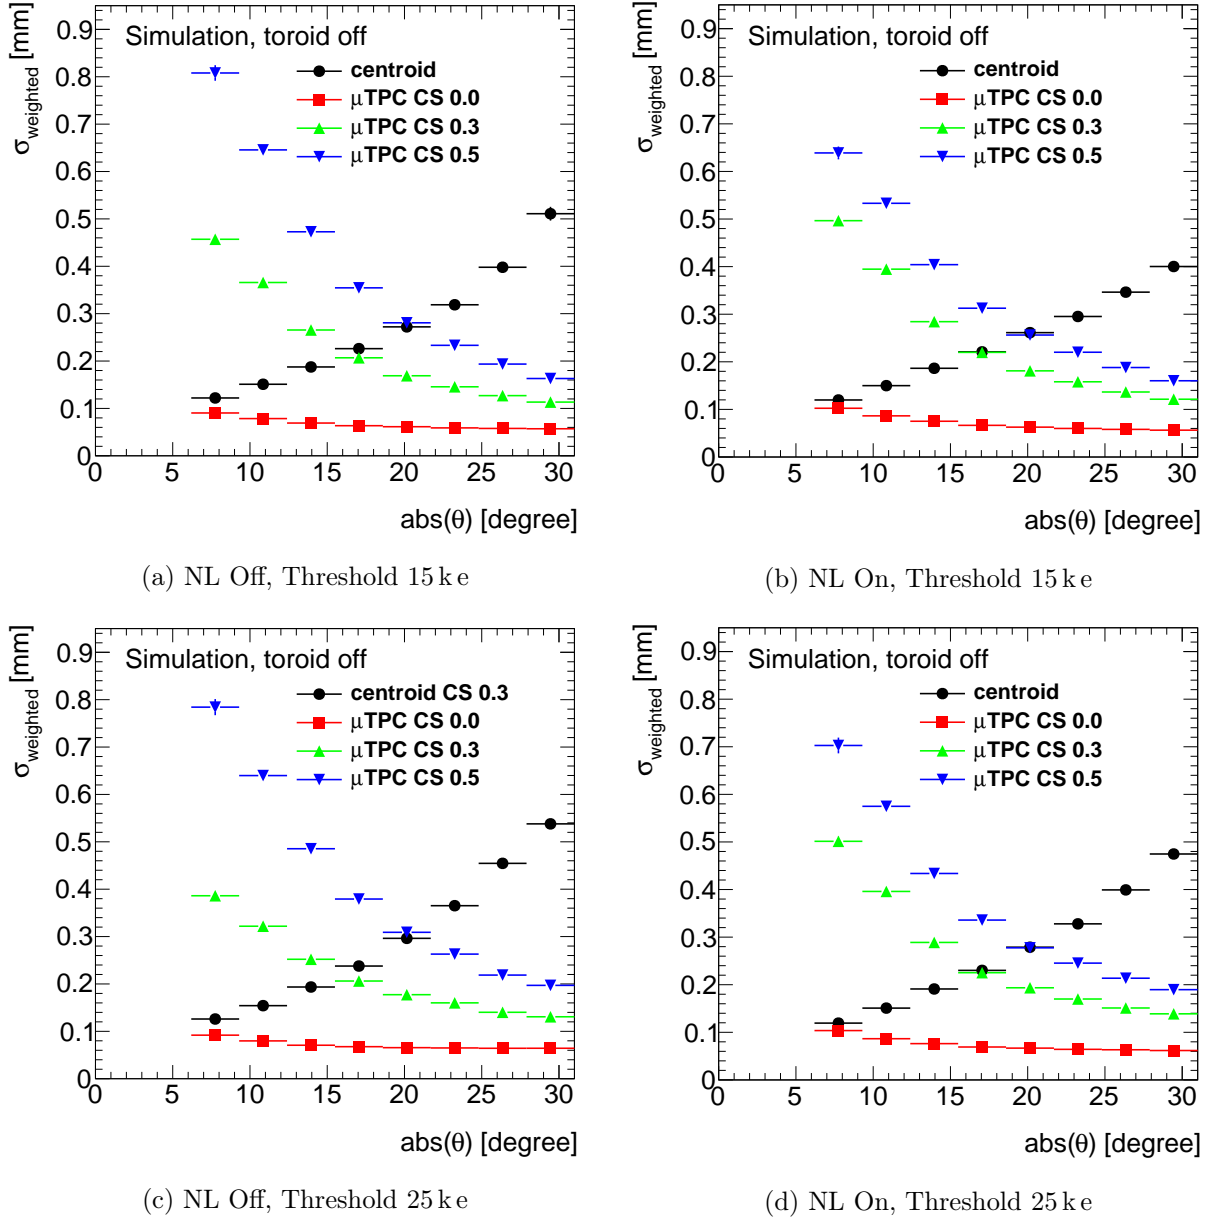 σweighted [mm]
Simulation, toroid off
centroid
μTPC CS 0.0
μTPC CS 0.3
μTPC CS 0.5
0.9
0.8
0.7
0.6
0.5
0.4
0.3
0.2
0.1
0
0 5 10 15 20 25 30
abs(θ) [degree]
(a) NL Off, Threshold 15 k e
σweighted [mm]
Simulation, toroid off
centroid
μTPC CS 0.0
μTPC CS 0.3
μTPC CS 0.5
0.9
0.8
0.7
0.6
0.5
0.4
0.3
0.2
0.1
0
0 5 10 15 20 25 30
abs(θ) [degree]
(b) NL On, Threshold 15 k e
σweighted [mm]
Simulation, toroid off
centroid CS 0.3
μTPC CS 0.0
μTPC CS 0.3
μTPC CS 0.5
0.9
0.8
0.7
0.6
0.5
0.4
0.3
0.2
0.1
0
0 5 10 15 20 25 30
abs(θ) [degree]
(c) NL Off, Threshold 25 k e
σweighted [mm]
Simulation, toroid off
centroid
μTPC CS 0.0
μTPC CS 0.3
μTPC CS 0.5
0.9
0.8
0.7
0.6
0.5
0.4
0.3
0.2
0.1
0
0 5 10 15 20 25 30
abs(θ) [degree]
(d) NL On, Threshold 25 k e